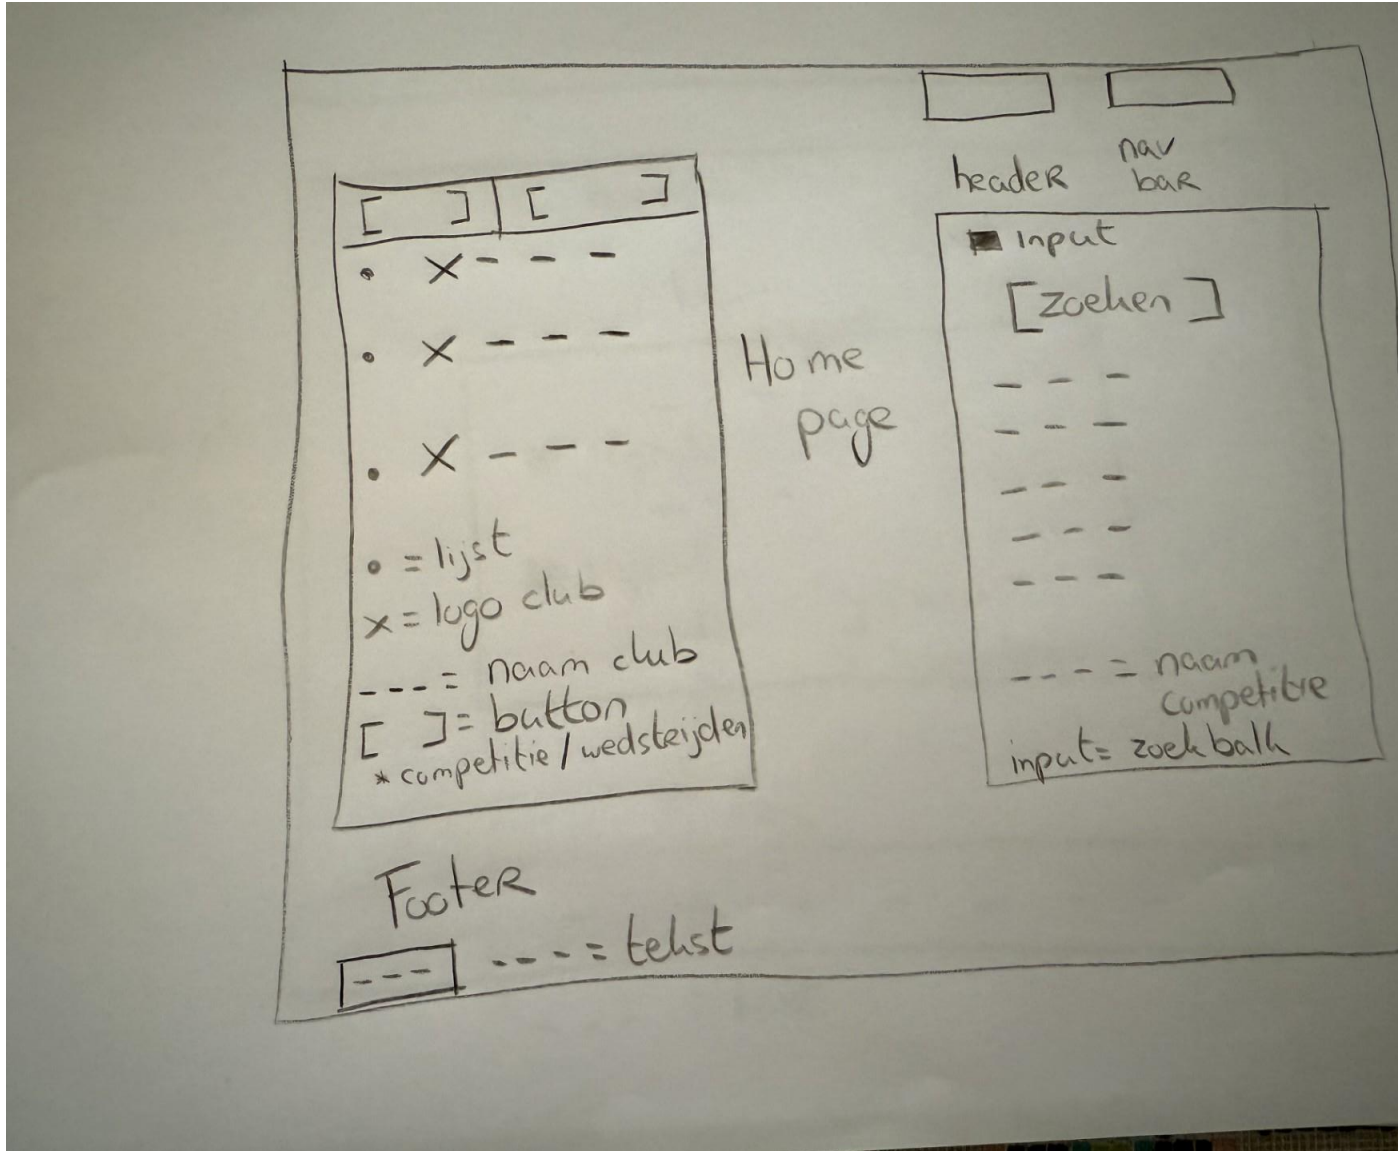 header
nav
bar
[ ] [ ]
• X - - -
• X - - -
• X - - -
• = lijst
x = logo club
- - - - = naam club
[ ] = button
* competitie / wedsteijden
Home
page
input
[zoeken]
- - -
- - -
- - -
- - -
- - -
- - - - = naam
competitie
input = zoekbalk
Footer
- - -
- - - - = tekst